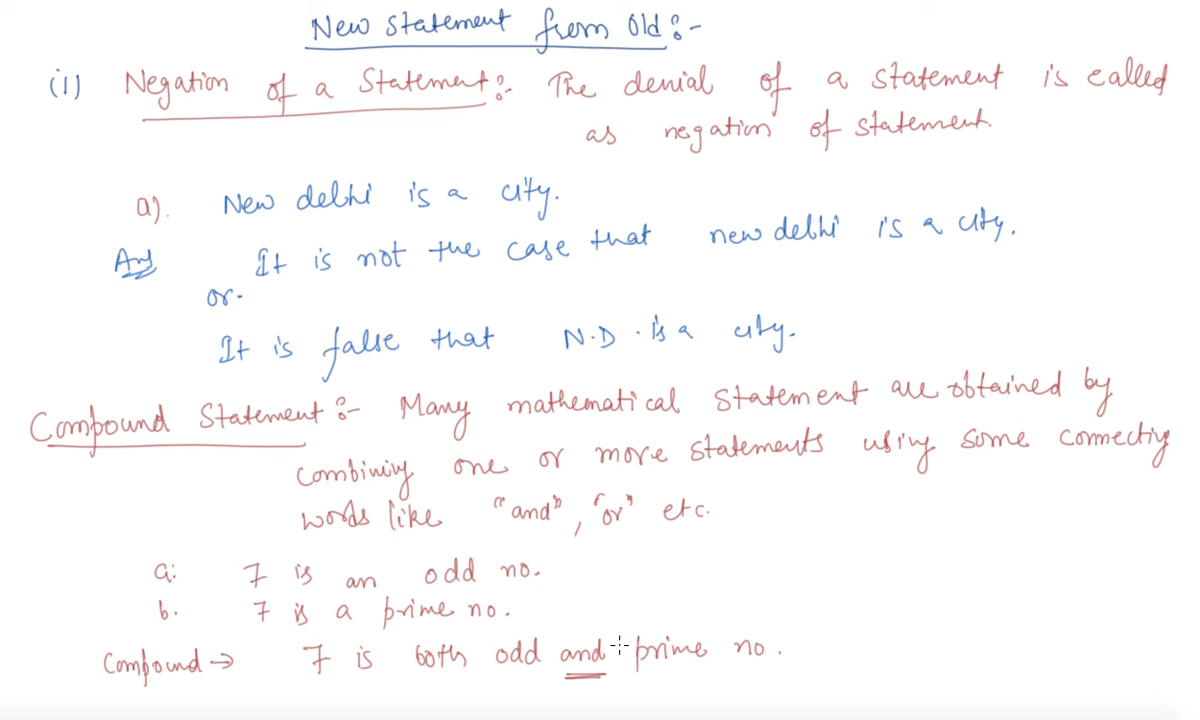 New Statement from Old :-
(1) Negation of a Statement :- The denial of a statement is called
as negation of statement.
a). New delhi is a city.
Ans It is not the case that new delhi is a city.
or.
It is false that N.D. is a city.
Compound Statement :- Many mathematical statement are obtained by
combining one or more statements using some connecting
words like "and", "or" etc.
a: 7 is an odd no.
b. 7 is a prime no.
Compound → 7 is both odd and prime no.